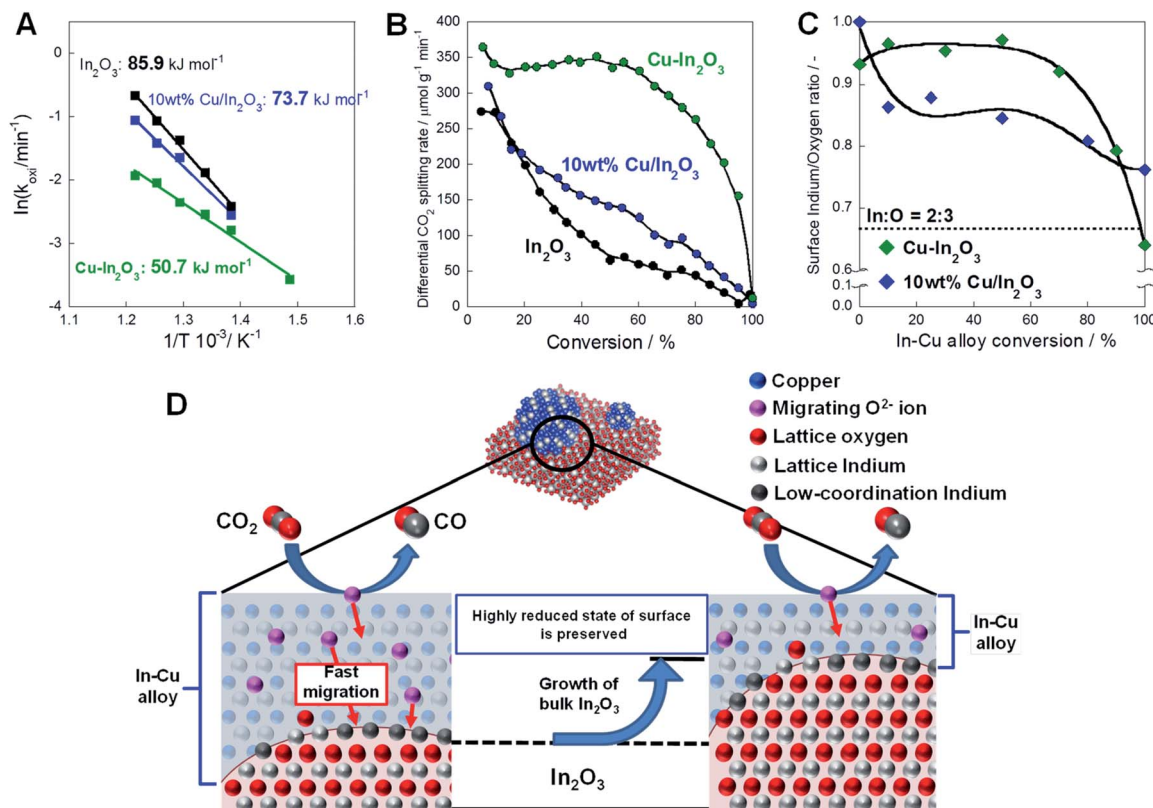 A
ln(k_oxi/min⁻¹)
0
-1
-2
-3
-4
In₂O₃: 85.9 kJ mol⁻¹
10wt% Cu/In₂O₃: 73.7 kJ mol⁻¹
Cu-In₂O₃: 50.7 kJ mol⁻¹
1.1 1.2 1.3 1.4 1.5 1.6
1/T 10⁻³/ K⁻¹
B
Differential CO₂ splitting rate / μmol g⁻¹ min⁻¹
400
350
300
250
200
150
100
50
0
Cu-In₂O₃
10wt% Cu/In₂O₃
In₂O₃
0 20 40 60 80 100
Conversion / %
C
Surface Indium/Oxygen ratio / -
1.0
0.9
0.8
0.7
0.6
0.1
0.0
In:O = 2:3
Cu-In₂O₃
10wt% Cu/In₂O₃
0 20 40 60 80 100
In-Cu alloy conversion / %
D
Copper
Migrating O²⁻ ion
Lattice oxygen
Lattice Indium
Low-coordination Indium
CO₂
CO
In-Cu
alloy
Fast
migration
Highly reduced state of surface
is preserved
Growth of
bulk In₂O₃
In₂O₃
In-Cu
alloy